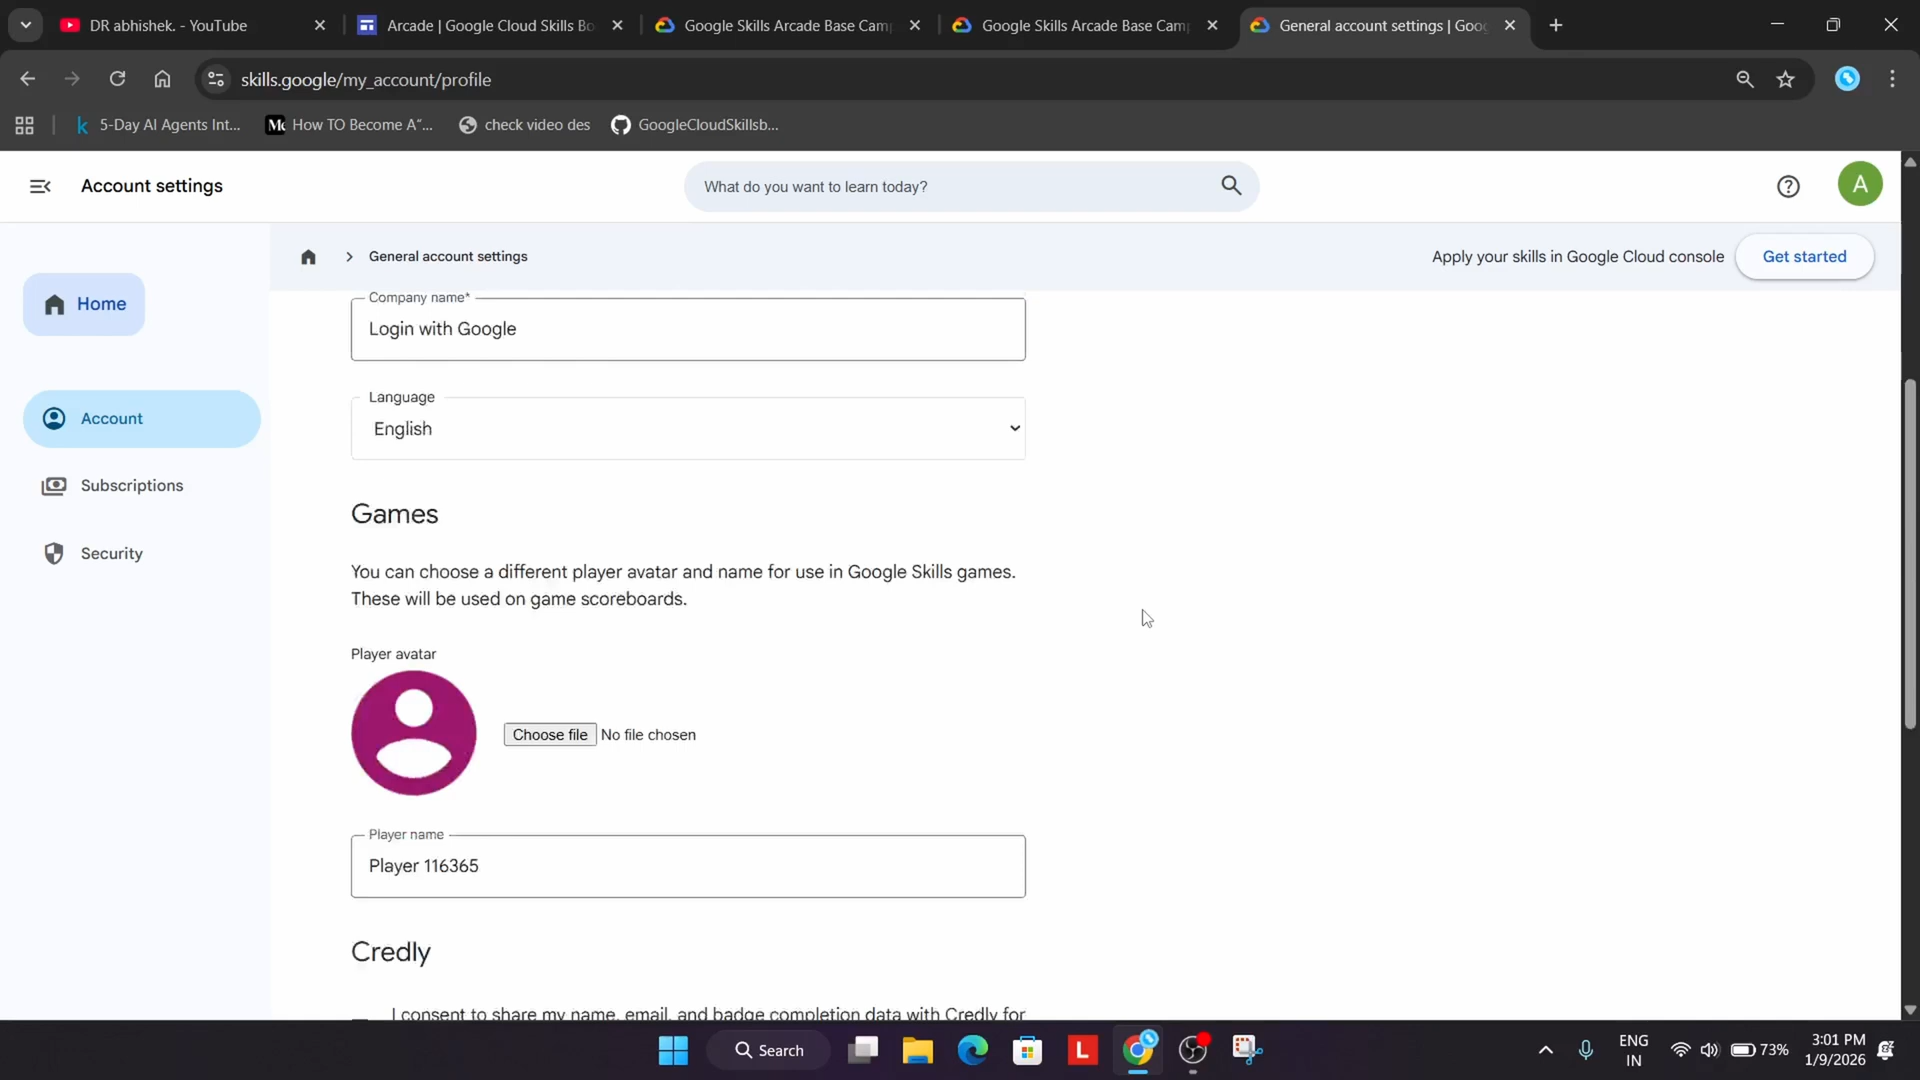 DR abhishek. - YouTube
Arcade | Google Cloud Skills Bo
Google Skills Arcade Base Camp
Google Skills Arcade Base Camp
General account settings | Goog
skills.google/my_account/profile
5-Day AI Agents Int...
How TO Become A“...
check video des
GoogleCloudSkillsb...
Account settings
What do you want to learn today?
A
General account settings
Apply your skills in Google Cloud console
Get started
Home
Account
Subscriptions
Security
Company name*
Login with Google
Language
English
Games
You can choose a different player avatar and name for use in Google Skills games.
These will be used on game scoreboards.
Player avatar
Choose file No file chosen
Player name
Player 116365
Credly
I consent to share my name, email, and badge completion data with Credly for
Search
L
ENG
IN
73%
3:01 PM
1/9/2026